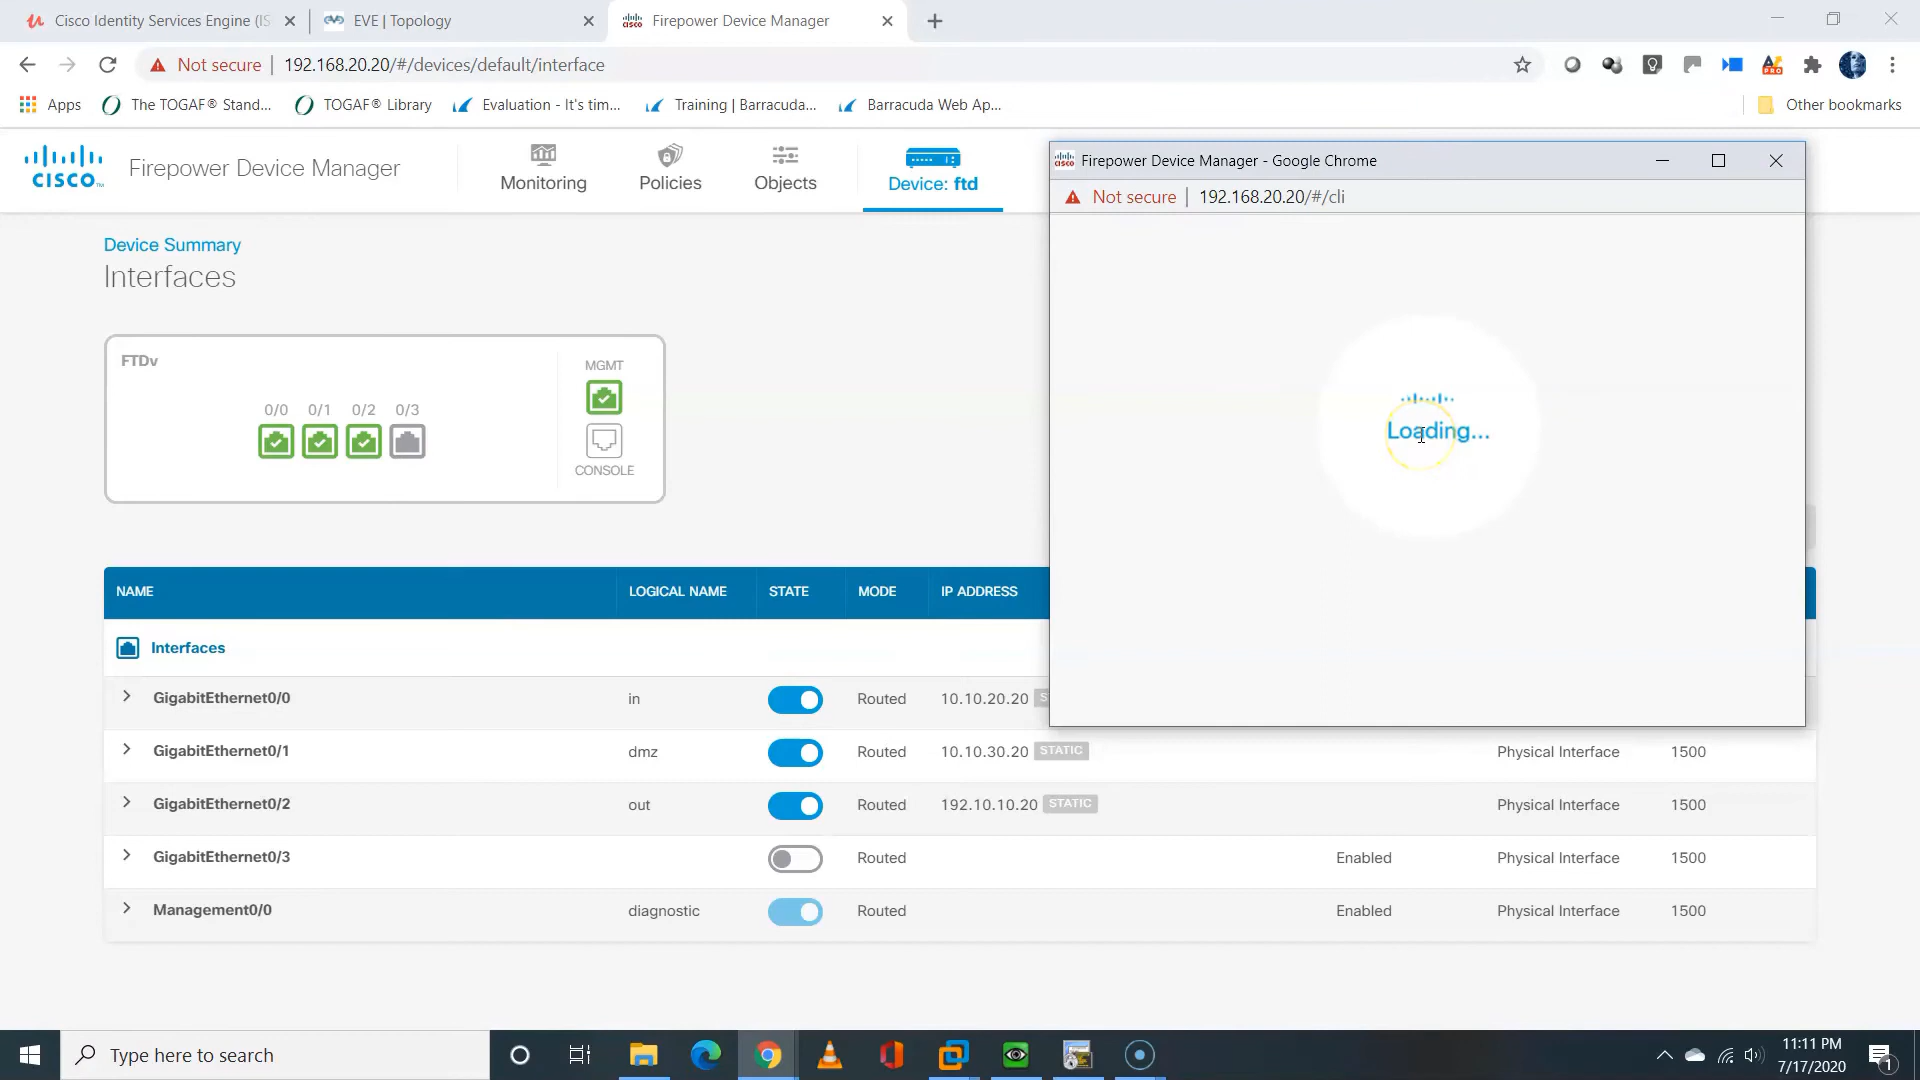 Cisco Identity Services Engine (IS
EVE | Topology
Firepower Device Manager
Not secure | 192.168.20.20/#/devices/default/interface
Apps
The TOGAF® Stand...
TOGAF® Library
Evaluation - It's tim...
Training | Barracuda...
Barracuda Web Ap...
Other bookmarks
CISCO
Firepower Device Manager
Monitoring
Policies
Objects
Device: ftd
Firepower Device Manager - Google Chrome
Not secure | 192.168.20.20/#/cli
Loading...
Device Summary
Interfaces
FTDv
0/0 0/1 0/2 0/3
MGMT
CONSOLE
NAME LOGICAL NAME STATE MODE IP ADDRESS
Interfaces
GigabitEthernet0/0 in Routed 10.10.20.20 S
GigabitEthernet0/1 dmz Routed 10.10.30.20 STATIC Physical Interface 1500
GigabitEthernet0/2 out Routed 192.10.10.20 STATIC Physical Interface 1500
GigabitEthernet0/3 Routed Enabled Physical Interface 1500
Management0/0 diagnostic Routed Enabled Physical Interface 1500
Type here to search
11:11 PM
7/17/2020
1